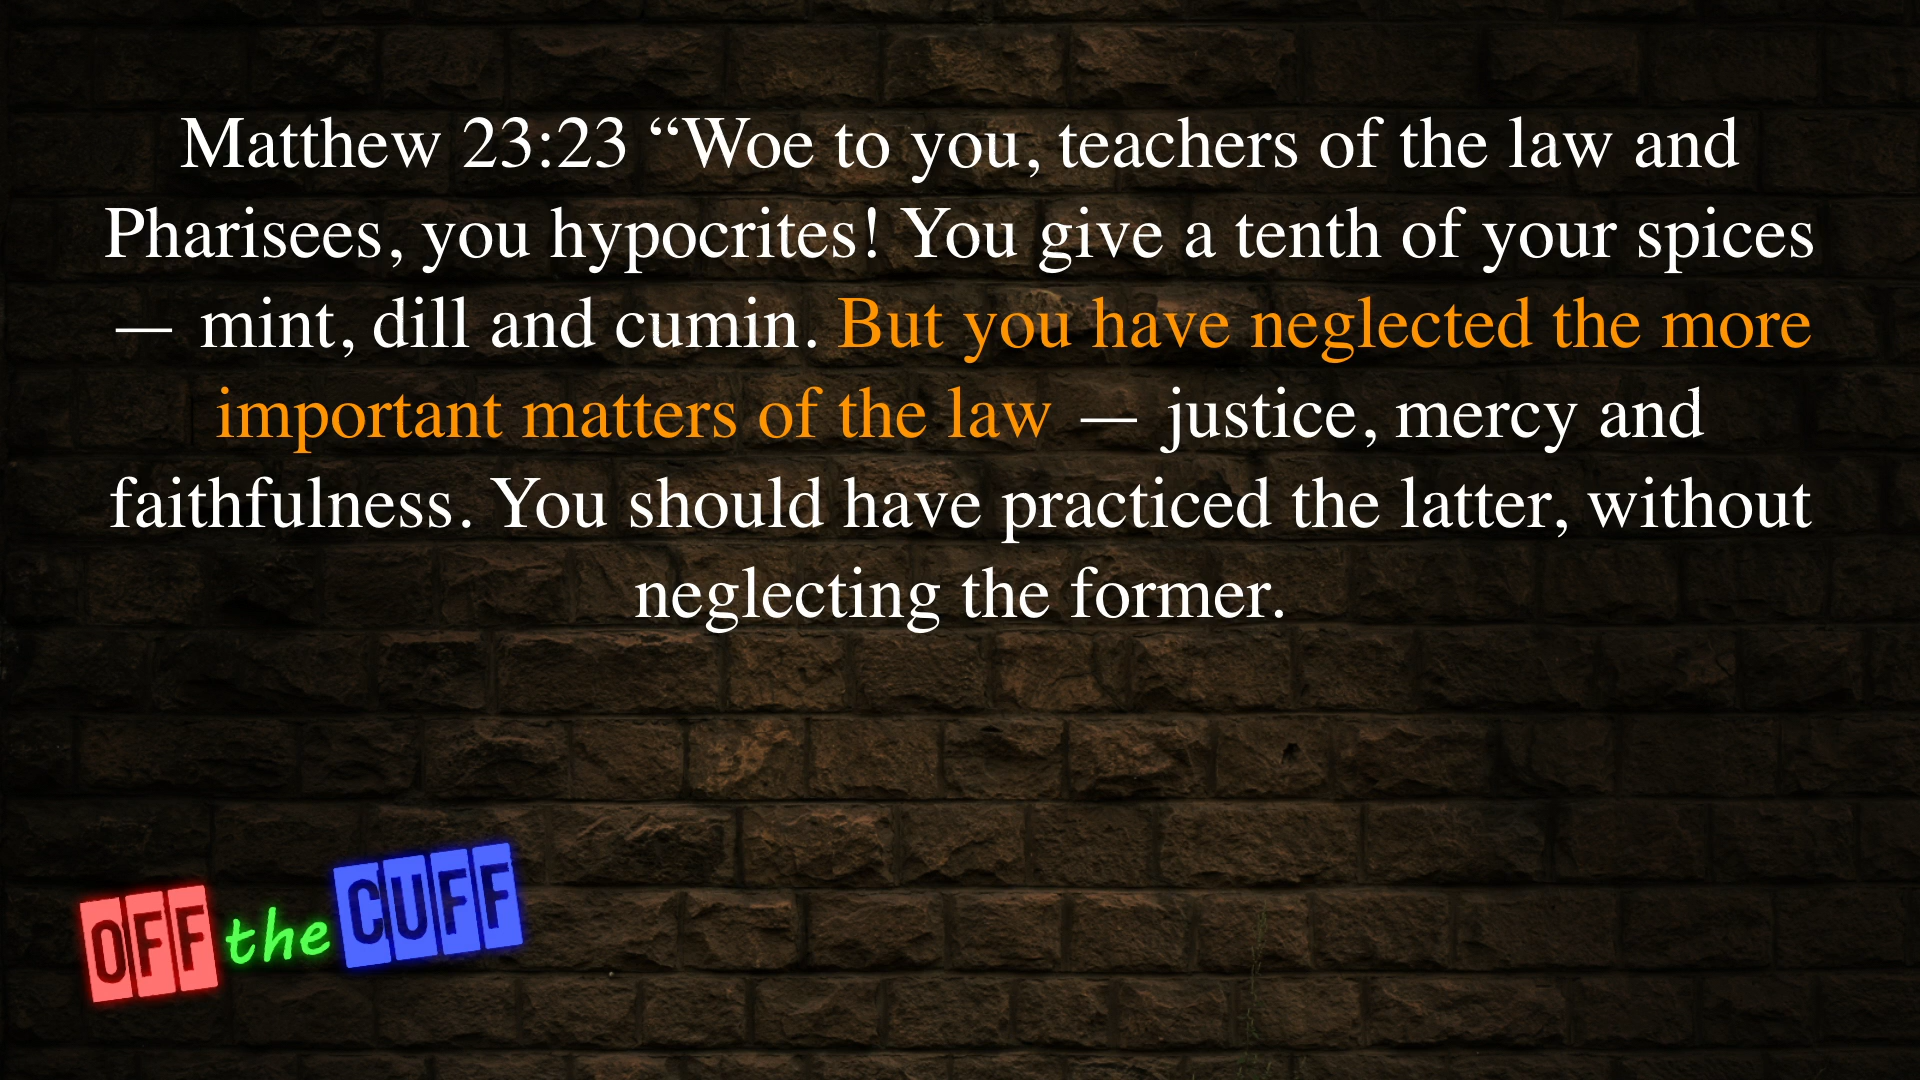 Matthew 23:23 “Woe to you, teachers of the law and
Pharisees, you hypocrites! You give a tenth of your spices
— mint, dill and cumin. But you have neglected the more
important matters of the law — justice, mercy and
faithfulness. You should have practiced the latter, without
neglecting the former.
OFF the CUFF